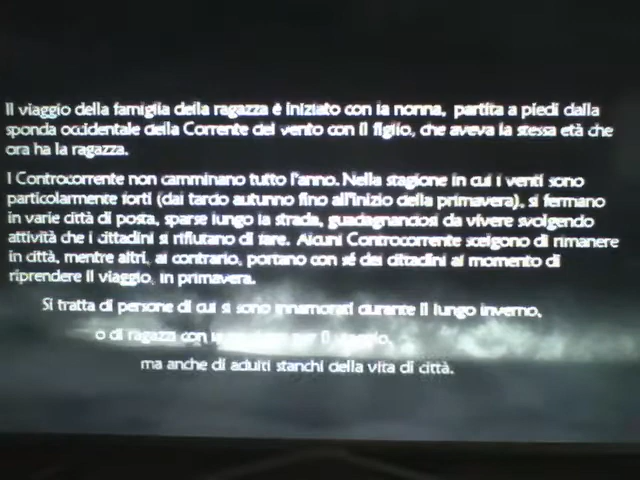 Il viaggio della famiglia della ragazza è iniziato con la nonna, partita a piedi dalla
sponda occidentale della Corrente del vento con il figlio, che aveva la stessa età che
ora ha la ragazza.
I Controcorrente non camminano tutto l'anno. Nella stagione in cui i venti sono
particolarmente forti (dai tardo autunno fino all'inizio della primavera), si fermano
in varie città di posta, sparse lungo la strada, guadagnandosi da vivere svolgendo
attività che i cittadini si rifiutano di fare. Alcuni Controcorrente scelgono di rimanere
in città, mentre altri, al contrario, portano con sé dei cittadini al momento di
riprendere il viaggio, in primavera.
Si tratta di persone di cui si sono innamorati durante il lungo inverno,
o di ragazzi con la per il viaggio,
ma anche di adulti stanchi della vita di città.